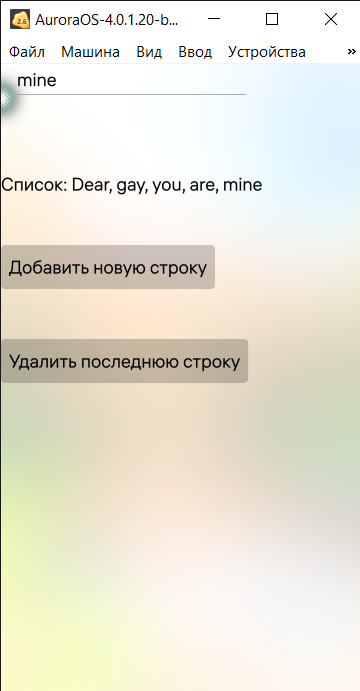 AuroraOS-4.0.1.20-b...
Файл Машина Вид Ввод Устройства »
mine
Список: Dear, gay, you, are, mine
Добавить новую строку
Удалить последнюю строку